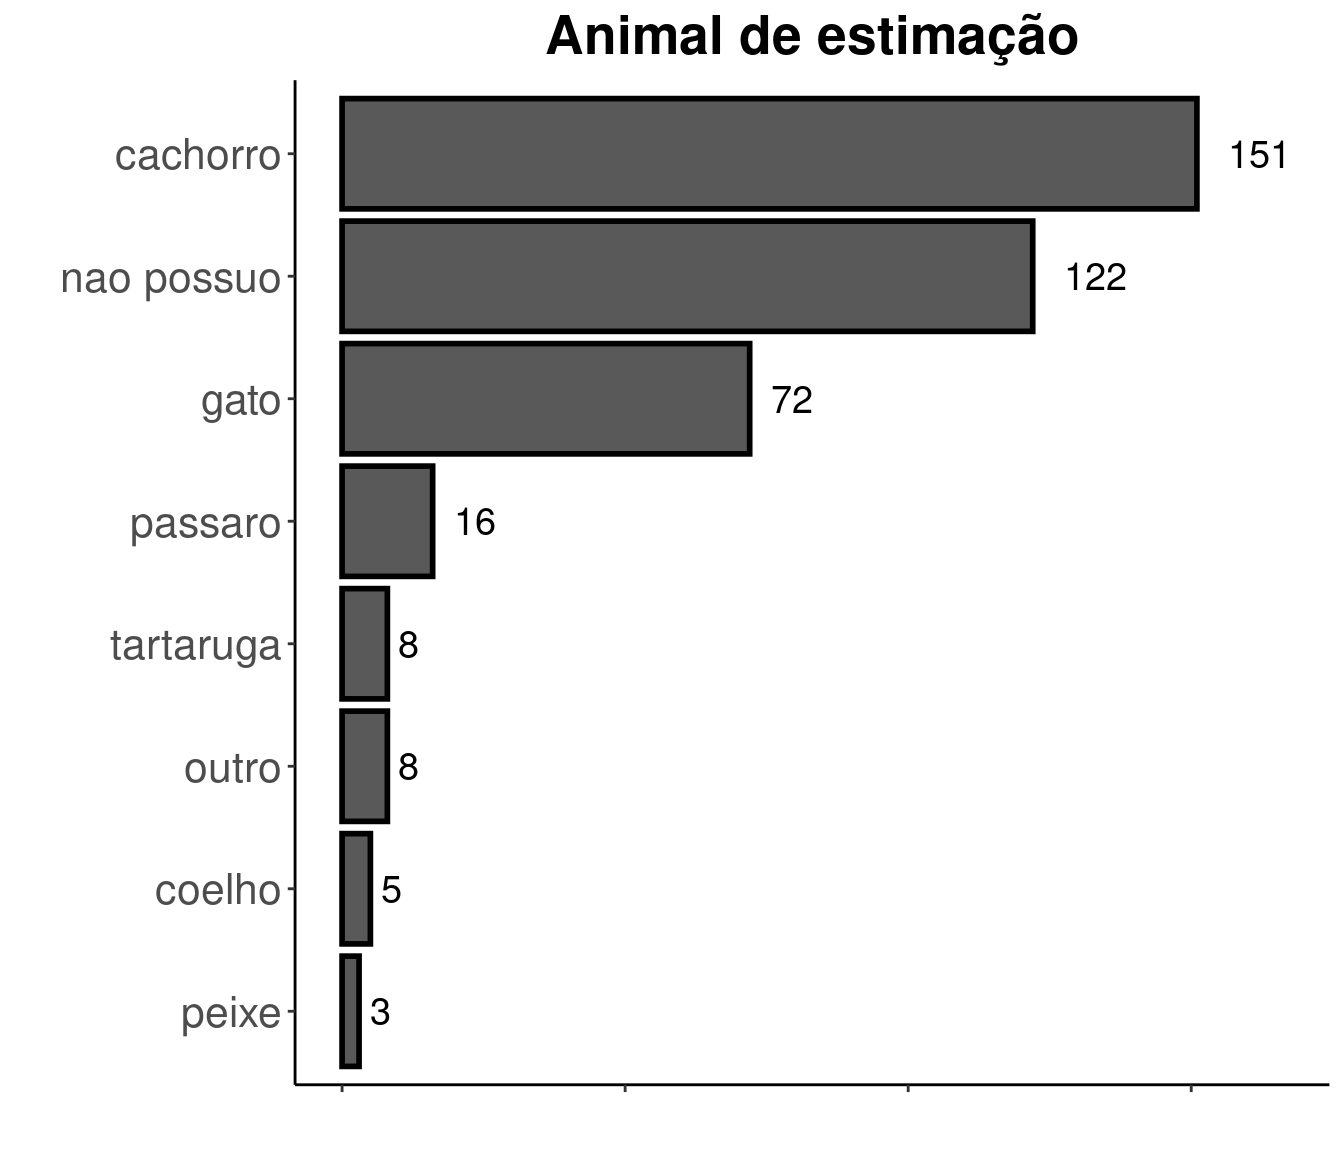 Animal de estimação
cachorro 151
nao possuo 122
gato 72
passaro 16
tartaruga 8
outro 8
coelho 5
peixe 3